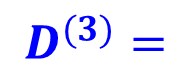 D⁽³⁾ =